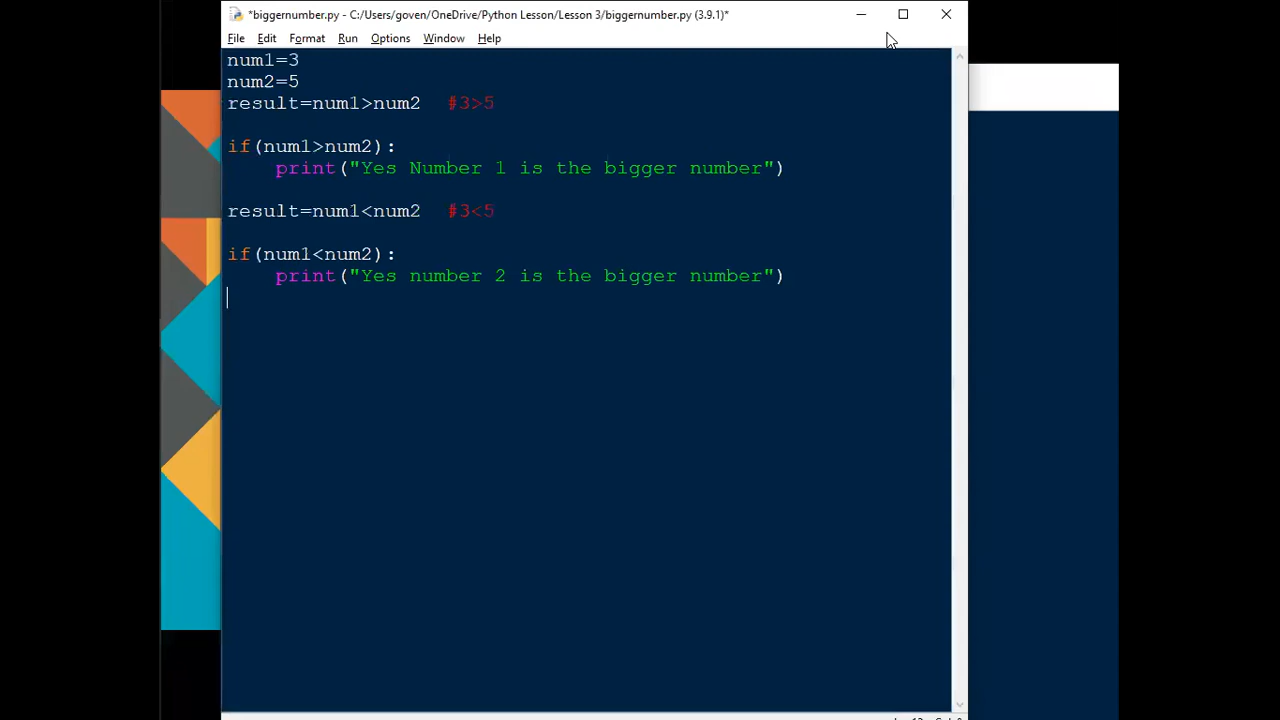 *biggernumber.py - C:/Users/goven/OneDrive/Python Lesson/Lesson 3/biggernumber.py (3.9.1)*
File Edit Format Run Options Window Help
num1=3
num2=5
result=num1>num2 #3>5
if(num1>num2):
print("Yes Number 1 is the bigger number")
result=num1<num2 #3<5
if(num1<num2):
print("Yes number 2 is the bigger number")